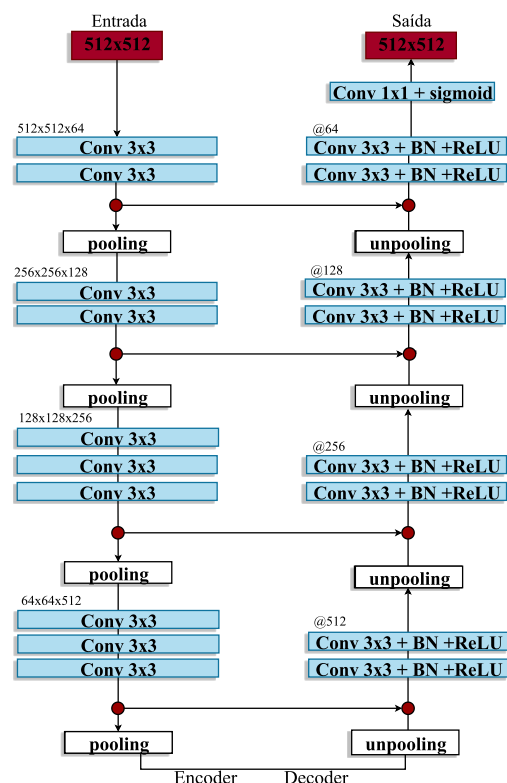 Entrada
512x512
512x512x64
Conv 3x3
Conv 3x3
pooling
256x256x128
Conv 3x3
Conv 3x3
pooling
128x128x256
Conv 3x3
Conv 3x3
Conv 3x3
pooling
64x64x512
Conv 3x3
Conv 3x3
Conv 3x3
pooling
Encoder
Saída
512x512
Conv 1x1 + sigmoid
@64
Conv 3x3 + BN +ReLU
Conv 3x3 + BN +ReLU
unpooling
@128
Conv 3x3 + BN +ReLU
Conv 3x3 + BN +ReLU
unpooling
@256
Conv 3x3 + BN +ReLU
Conv 3x3 + BN +ReLU
unpooling
@512
Conv 3x3 + BN +ReLU
Conv 3x3 + BN +ReLU
unpooling
Decoder